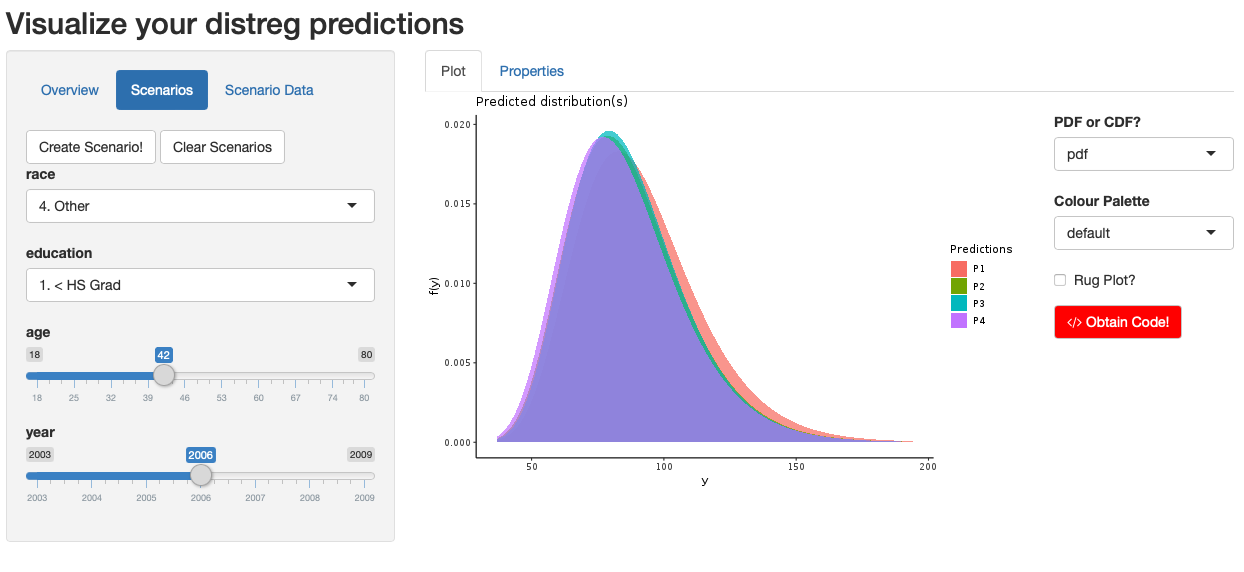 Visualize your distreg predictions
Overview
Scenarios
Scenario Data
Create Scenario!
Clear Scenarios
race
4. Other
education
1. < HS Grad
age
18
42
80
18 25 32 39 46 53 60 67 74 80
year
2003
2006
2009
2003 2004 2005 2006 2007 2008 2009
Plot
Properties
Predicted distribution(s)
0.020
0.015
0.010
0.005
0.000
f(y)
50 100 150 200
y
Predictions
P1
P2
P3
P4
PDF or CDF?
pdf
Colour Palette
default
Rug Plot?
</> Obtain Code!